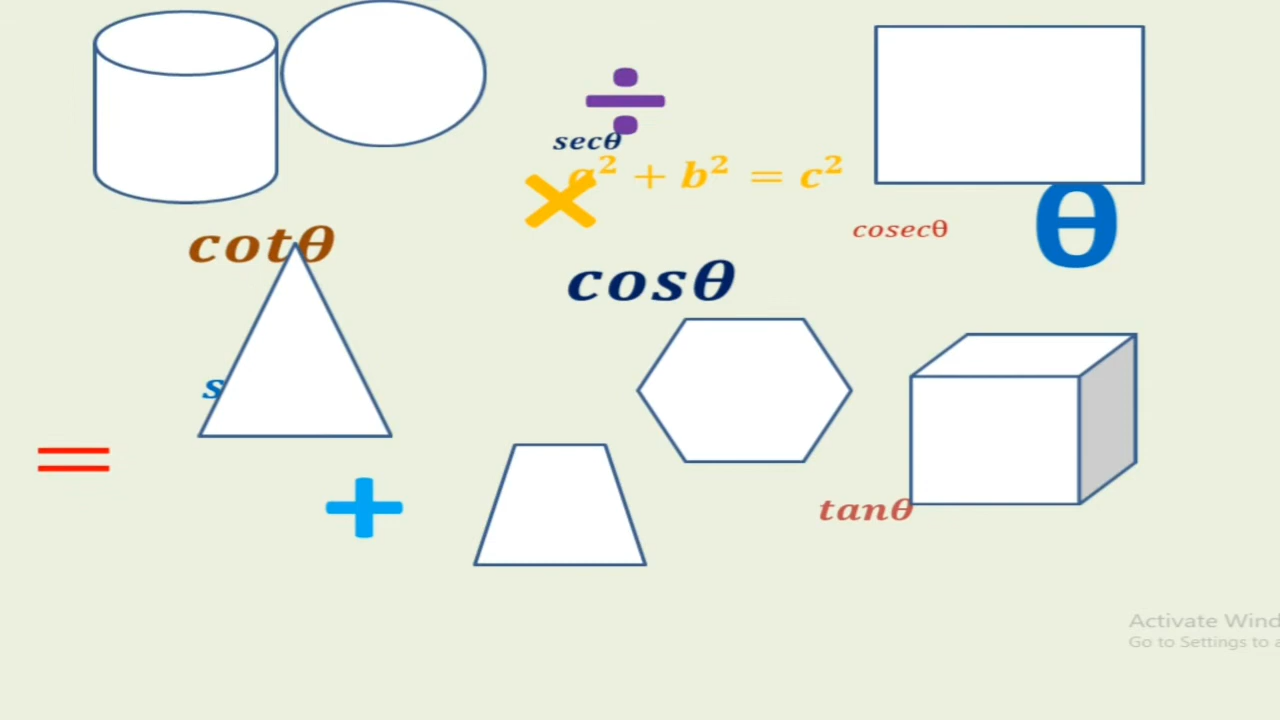 ÷
secθ
a² + b² = c²
×
cosecθ
θ
cotθ
cosθ
s
=
+
tanθ
Activate Wind
Go to Settings to a